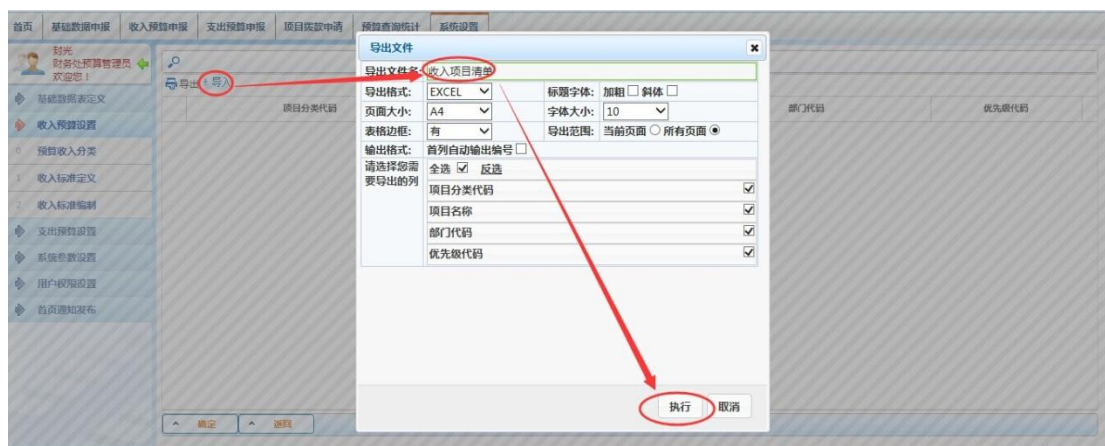 首页 基础数据申报 收入预算申报 支出预算申报 项目拨款申请 预算查询统计 系统设置
封光
财务处预算管理员
欢迎您！
基础数据表定义
收入预算设置
0 预算收入分类
1 收入标准定义
2 收入标准编制
支出预算设置
系统参数设置
用户权限设置
首页通知发布
导出 导入
项目分类代码 部门代码 优先级代码
导出文件
导出文件名: 收入项目清单
导出格式: EXCEL 标题字体: 加粗 斜体
页面大小: A4 字体大小: 10
表格边框: 有 导出范围: 当前页面 所有页面
输出格式: 首列自动输出编号
请选择您需要导出的列 全选 反选
项目分类代码
项目名称
部门代码
优先级代码
执行 取消
确定 返回